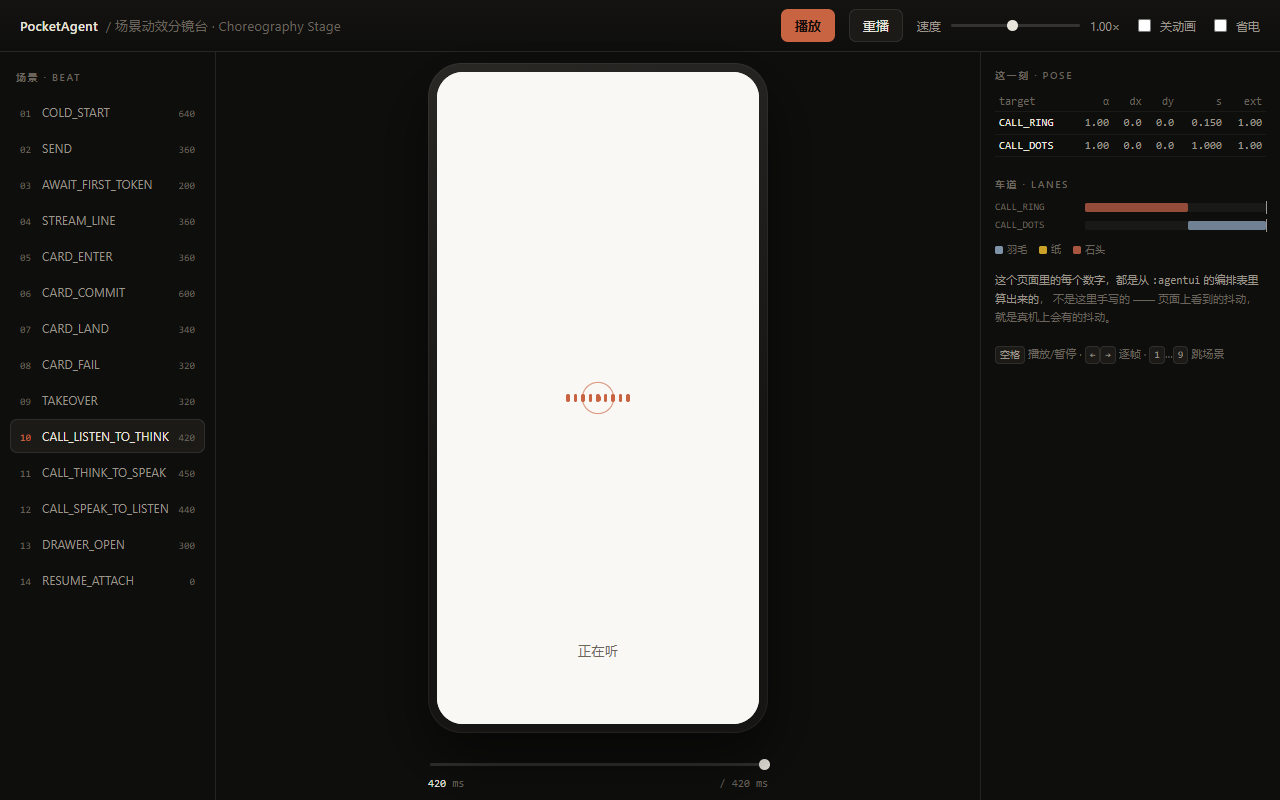 PocketAgent / 场景动效分镜台 · Choreography Stage
播放 重播 速度 1.00× 关动画 省电
场景 · BEAT
01 COLD_START 640
02 SEND 360
03 AWAIT_FIRST_TOKEN 200
04 STREAM_LINE 360
05 CARD_ENTER 360
06 CARD_COMMIT 600
07 CARD_LAND 340
08 CARD_FAIL 320
09 TAKEOVER 320
10 CALL_LISTEN_TO_THINK 420
11 CALL_THINK_TO_SPEAK 450
12 CALL_SPEAK_TO_LISTEN 440
13 DRAWER_OPEN 300
14 RESUME_ATTACH 0
正在听
420 ms / 420 ms
这一刻 · POSE
target α dx dy s ext
CALL_RING 1.00 0.0 0.0 0.150 1.00
CALL_DOTS 1.00 0.0 0.0 1.000 1.00
车道 · LANES
CALL_RING
CALL_DOTS
羽毛 纸 石头
这个页面里的每个数字，都是从 :agentui 的编排表里
算出来的， 不是这里手写的 —— 页面上看到的抖动，
就是真机上会有的抖动。
空格 播放/暂停 · ← → 逐帧 · 1 … 9 跳场景